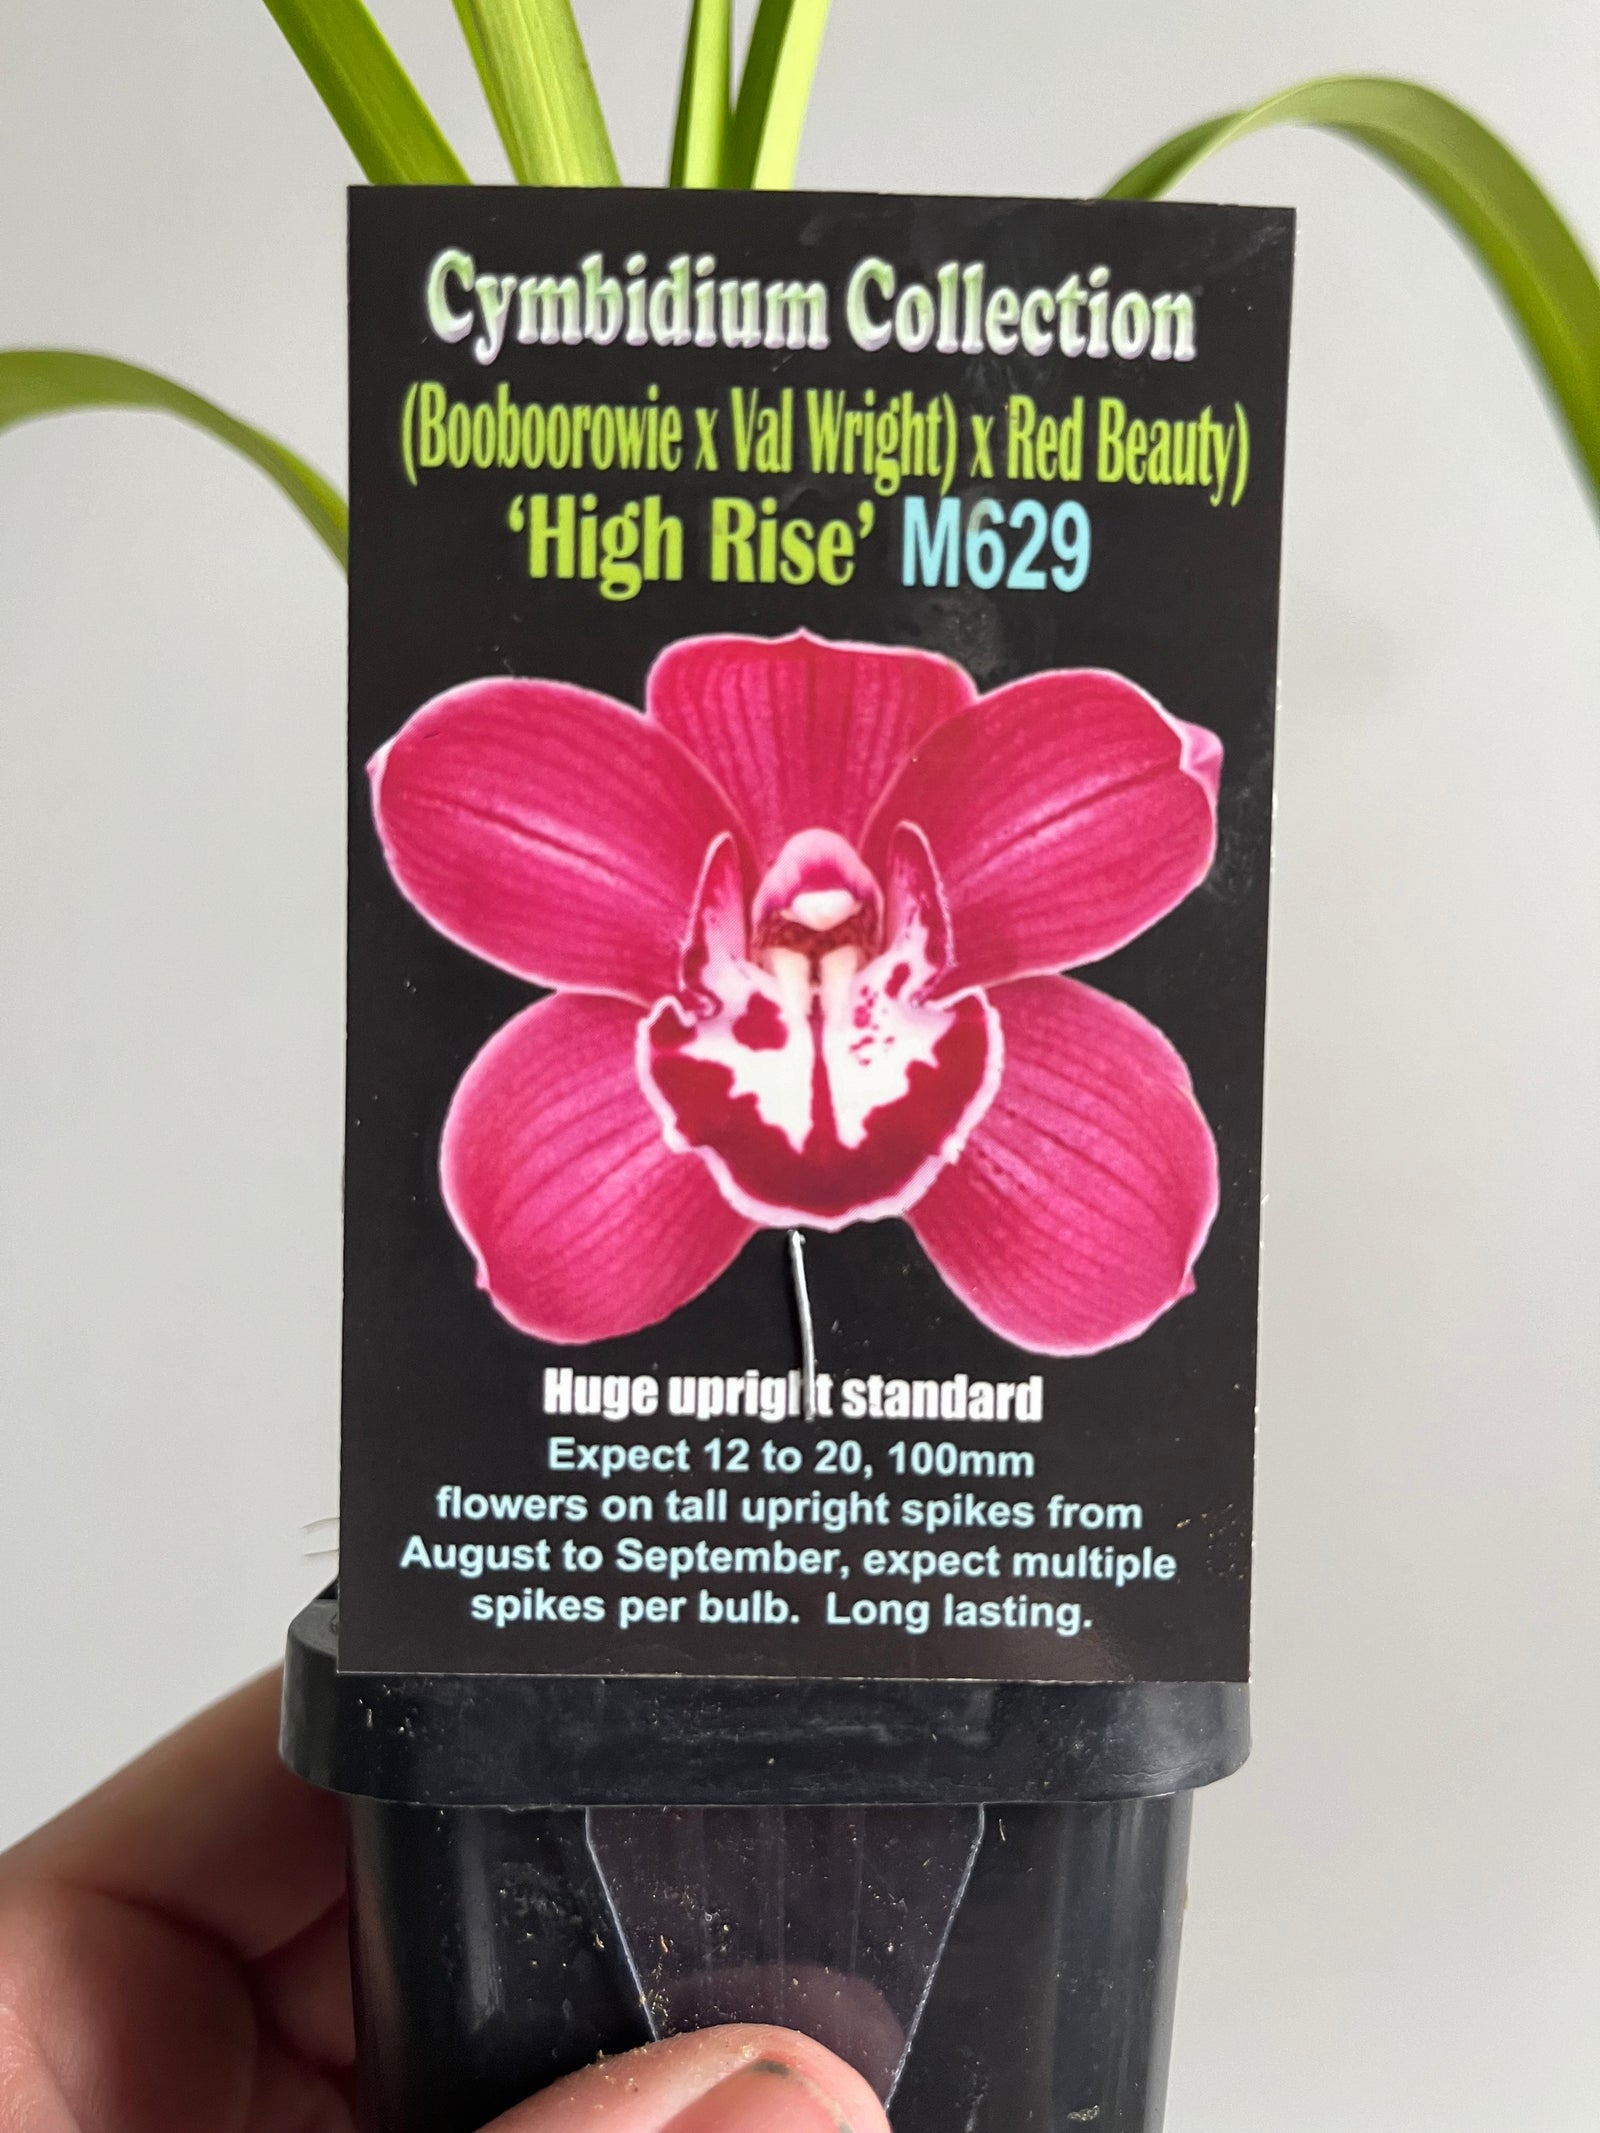 Cymbidium Collection
(Booboorowie x Val Wright) x Red Beauty)
‘High Rise’ M629
Huge upright standard
Expect 12 to 20, 100mm
flowers on tall upright spikes from
August to September, expect multiple
spikes per bulb. Long lasting.